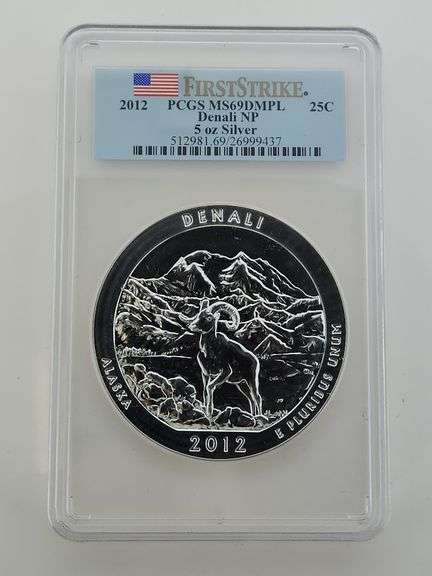 FIRSTSTRIKE®
2012 PCGS MS69DMPL 25C
Denali NP
5 oz Silver
512981.69/26999437
DENALI
ALASKA
2012
E PLURIBUS UNUM